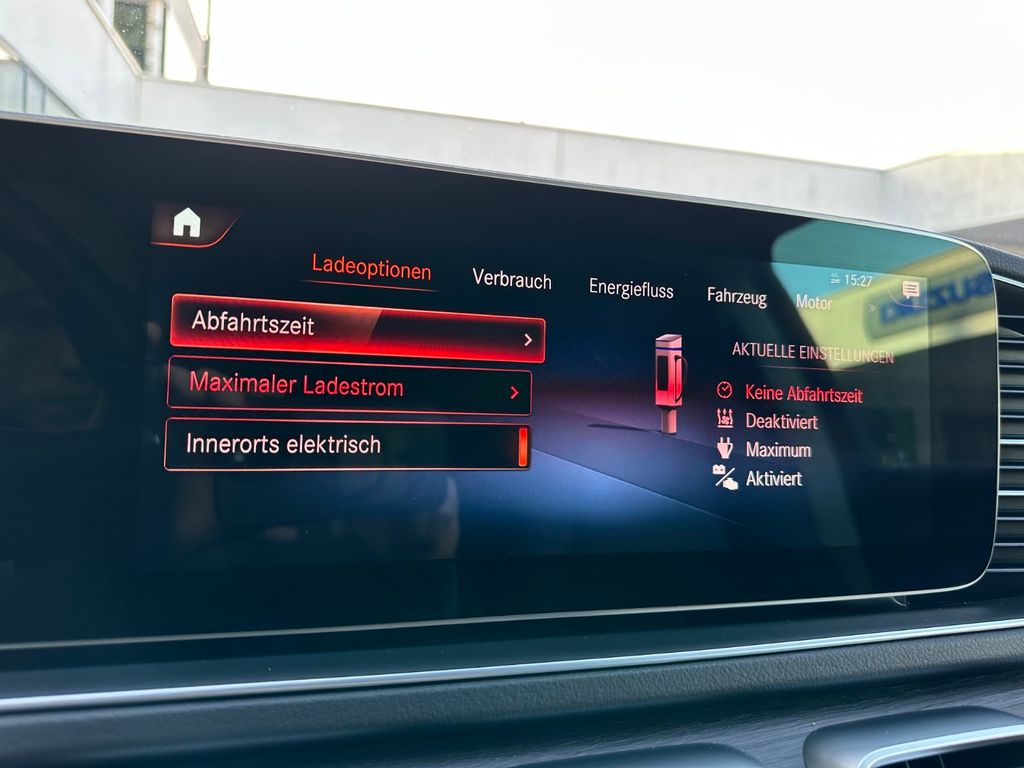 Ladeoptionen
Verbrauch
Energiefluss
Fahrzeug
Motor
»
4G
15:27
Abfahrtszeit
Maximaler Ladestrom
Innerorts elektrisch
AKTUELLE EINSTELLUNGEN
Keine Abfahrtszeit
Deaktiviert
Maximum
Aktiviert